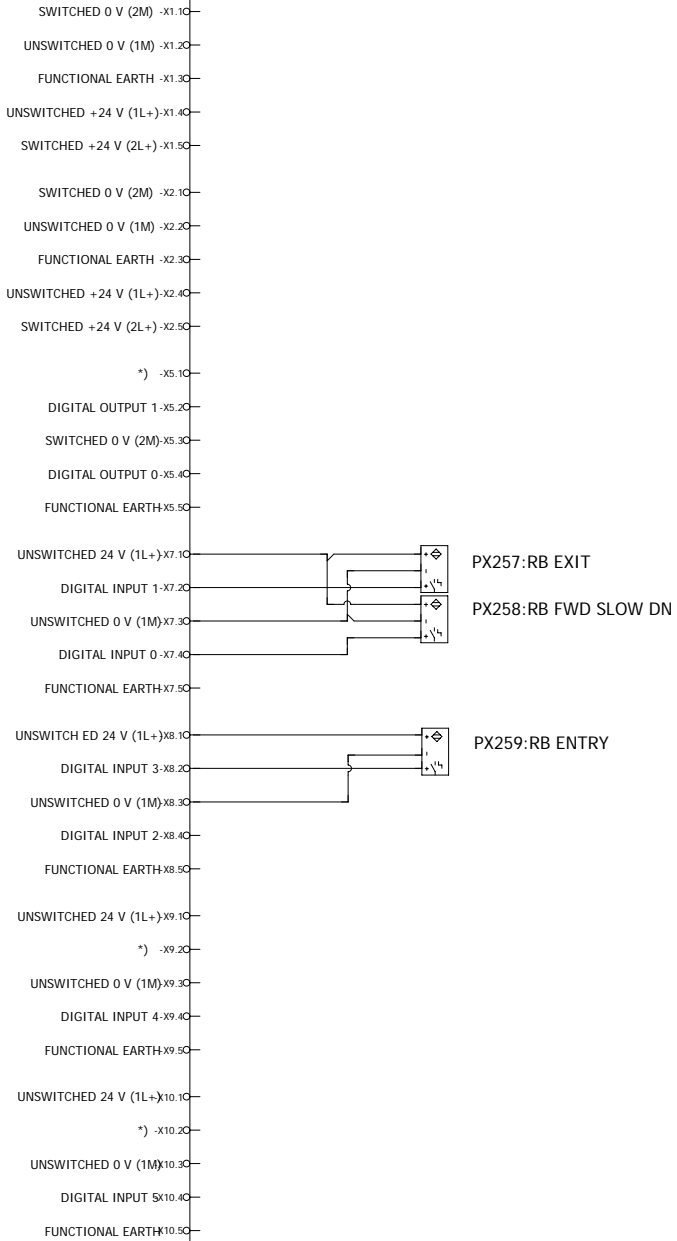 SWITCHED 0 V (2M) -X1.1
UNSWITCHED 0 V (1M) -X1.2
FUNCTIONAL EARTH -X1.3
UNSWITCHED +24 V (1L+)-X1.4
SWITCHED +24 V (2L+) -X1.5
SWITCHED 0 V (2M) -X2.1
UNSWITCHED 0 V (1M) -X2.2
FUNCTIONAL EARTH -X2.3
UNSWITCHED +24 V (1L+)-X2.4
SWITCHED +24 V (2L+) -X2.5
*) -X5.1
DIGITAL OUTPUT 1-X5.2
SWITCHED 0 V (2M)-X5.3
DIGITAL OUTPUT 0-X5.4
FUNCTIONAL EARTH-X5.5
UNSWITCHED 24 V (1L+)-X7.1
PX257:RB EXIT
DIGITAL INPUT 1-X7.2
PX258:RB FWD SLOW DN
UNSWITCHED 0 V (1M)-X7.3
DIGITAL INPUT 0-X7.4
FUNCTIONAL EARTH-X7.5
UNSWITCH ED 24 V (1L+)-X8.1
PX259:RB ENTRY
DIGITAL INPUT 3-X8.2
UNSWITCHED 0 V (1M)-X8.3
DIGITAL INPUT 2-X8.4
FUNCTIONAL EARTH-X8.5
UNSWITCHED 24 V (1L+)-X9.1
*) -X9.2
UNSWITCHED 0 V (1M)-X9.3
DIGITAL INPUT 4-X9.4
FUNCTIONAL EARTH-X9.5
UNSWITCHED 24 V (1L+)-X10.1
*) -X10.2
UNSWITCHED 0 V (1M)-X10.3
DIGITAL INPUT 5-X10.4
FUNCTIONAL EARTH-X10.5